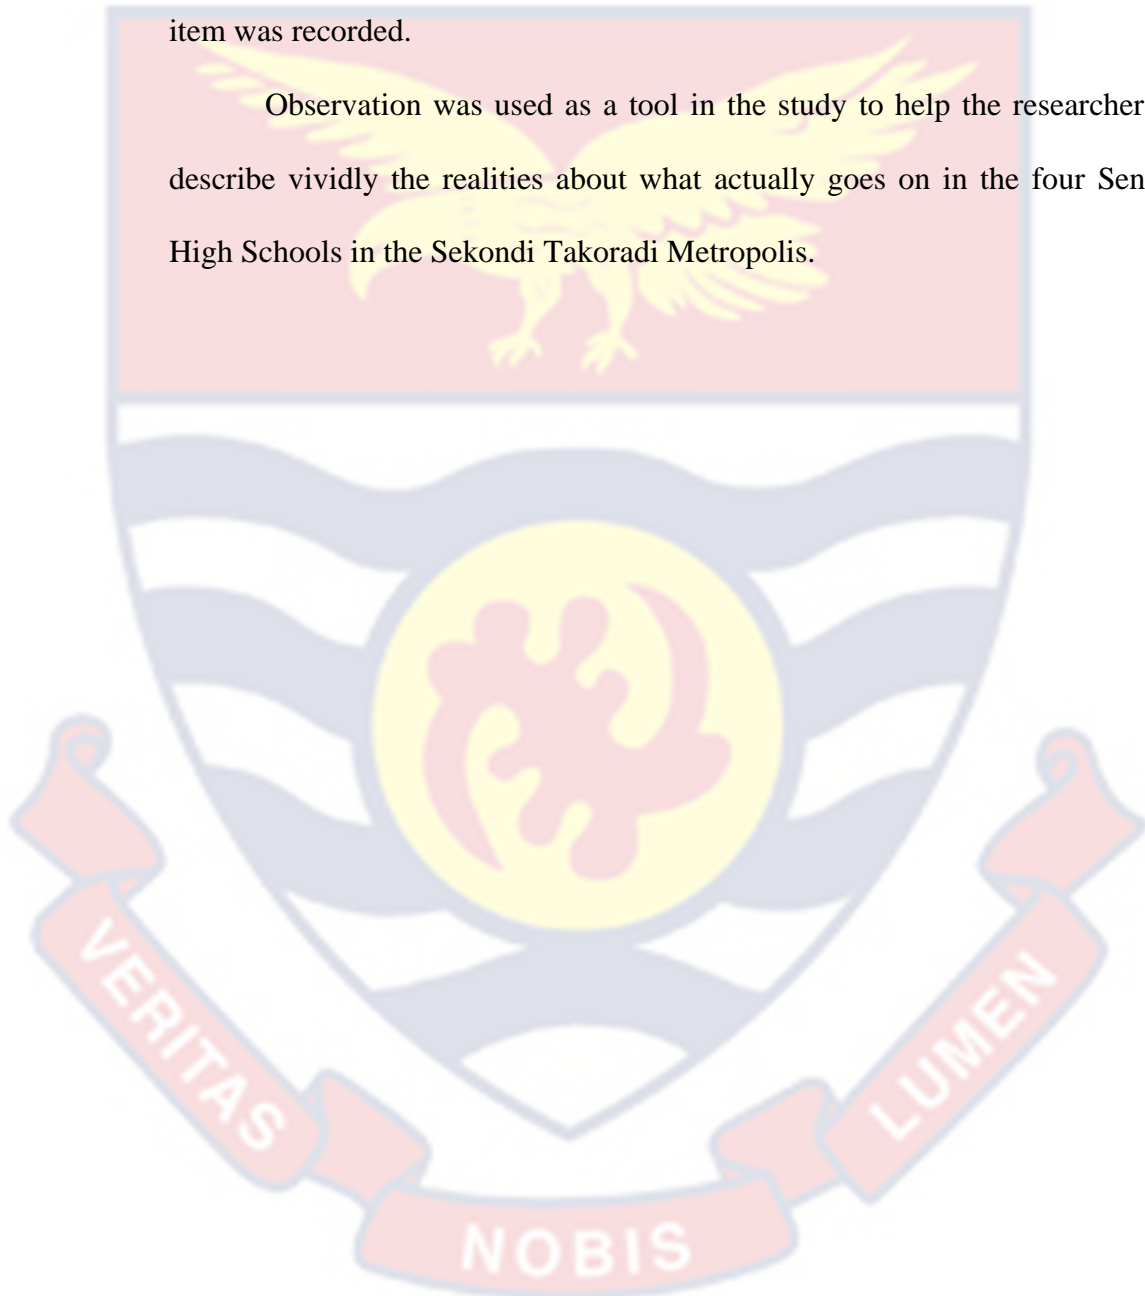 item was recorded.
Observation was used as a tool in the study to help the researcher
describe vividly the realities about what actually goes on in the four Sen
High Schools in the Sekondi Takoradi Metropolis.
VERITAS
NOBIS
LUMEN